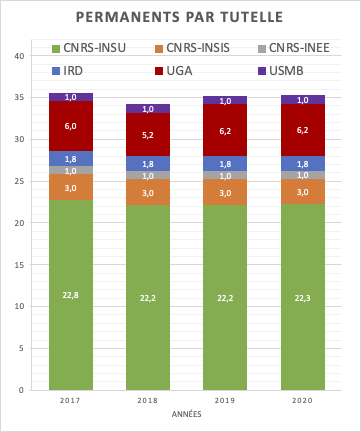 PERMANENTS PAR TUTELLE
CNRS-INSU CNRS-INSIS CNRS-INEE
IRD UGA USMB
40
35
30
25
20
15
10
5
0
1,0 1,0 1,0 1,0
6,0 5,2 6,2 6,2
1,8 1,8 1,8 1,8
1,0 1,0 1,0 1,0
3,0 3,0 3,0 3,0
22,8 22,2 22,2 22,3
2017 2018 2019 2020
ANNÉES